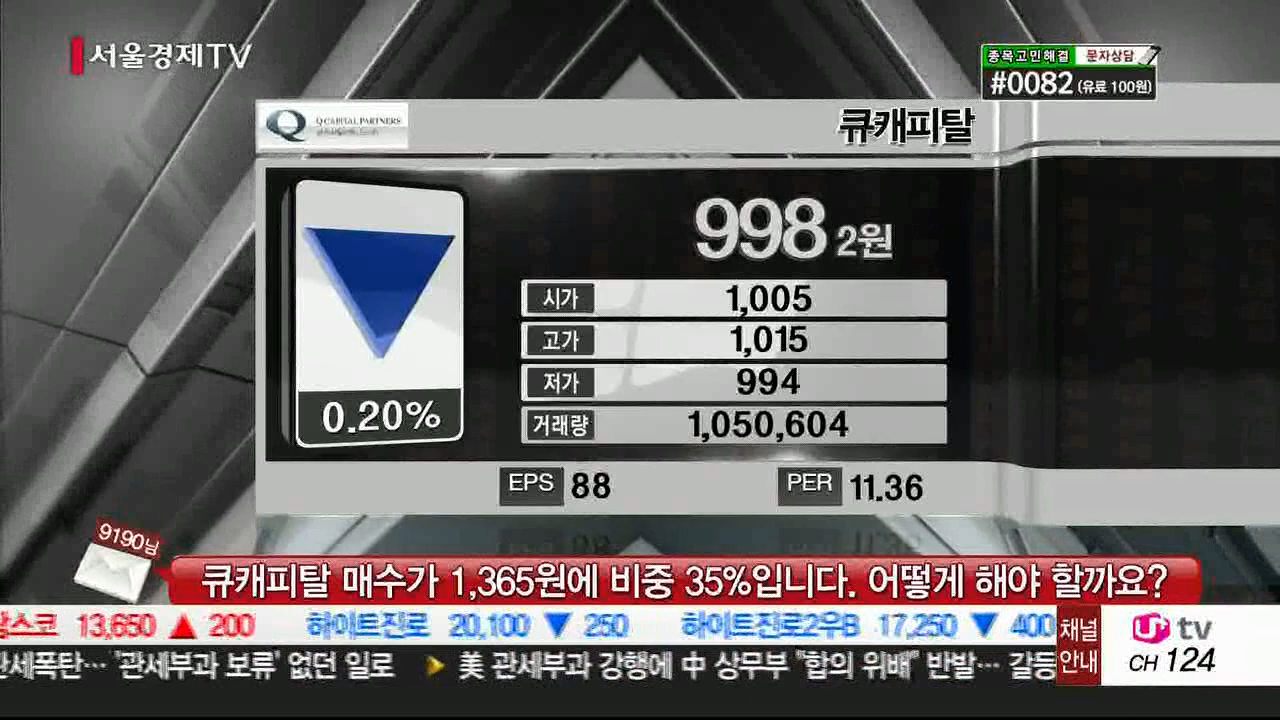 서울경제TV
종목고민해결 문자상담
#0082 (유료 100원)
Q CAPITAL PARTNERS
큐캐피탈
998 2원
0.20%
시가 1,005
고가 1,015
저가 994
거래량 1,050,604
EPS 88 PER 11.36
9190님
큐캐피탈 매수가 1,365원에 비중 35%입니다. 어떻게 해야 할까요?
스코 13,650 ▲ 200 하이트진로 20,100 ▼ 250 하이트진로2우B 17,250 ▼ 400
관세폭탄… '관세부과 보류' 없던 일로 ▶ 美 관세부과 강행에 中 상무부 "합의 위배" 반발… 갈등
채널
안내
U+ tv
CH 124